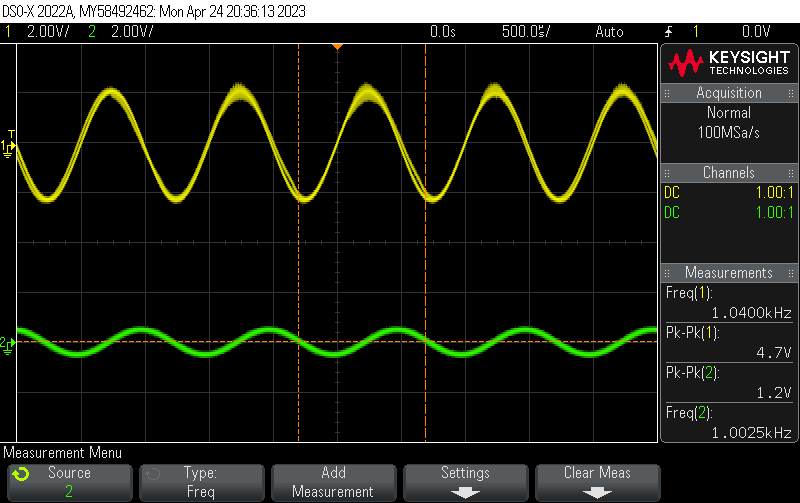 DSO-X 2022A, MY58492462: Mon Apr 24 20:36:13 2023
1 2.00V/ 2 2.00V/ 0.0s 500.0us/ Auto 1 0.0V
KEYSIGHT
TECHNOLOGIES
Acquisition
Normal
100MSa/s
Channels
DC 1.00:1
DC 1.00:1
Measurements
Freq(1):
1.0400kHz
Pk-Pk(1):
4.7V
Pk-Pk(2):
1.2V
Freq(2):
1.0025kHz
T
1
2
Measurement Menu
Source
2
Type:
Freq
Add
Measurement
Settings
Clear Meas